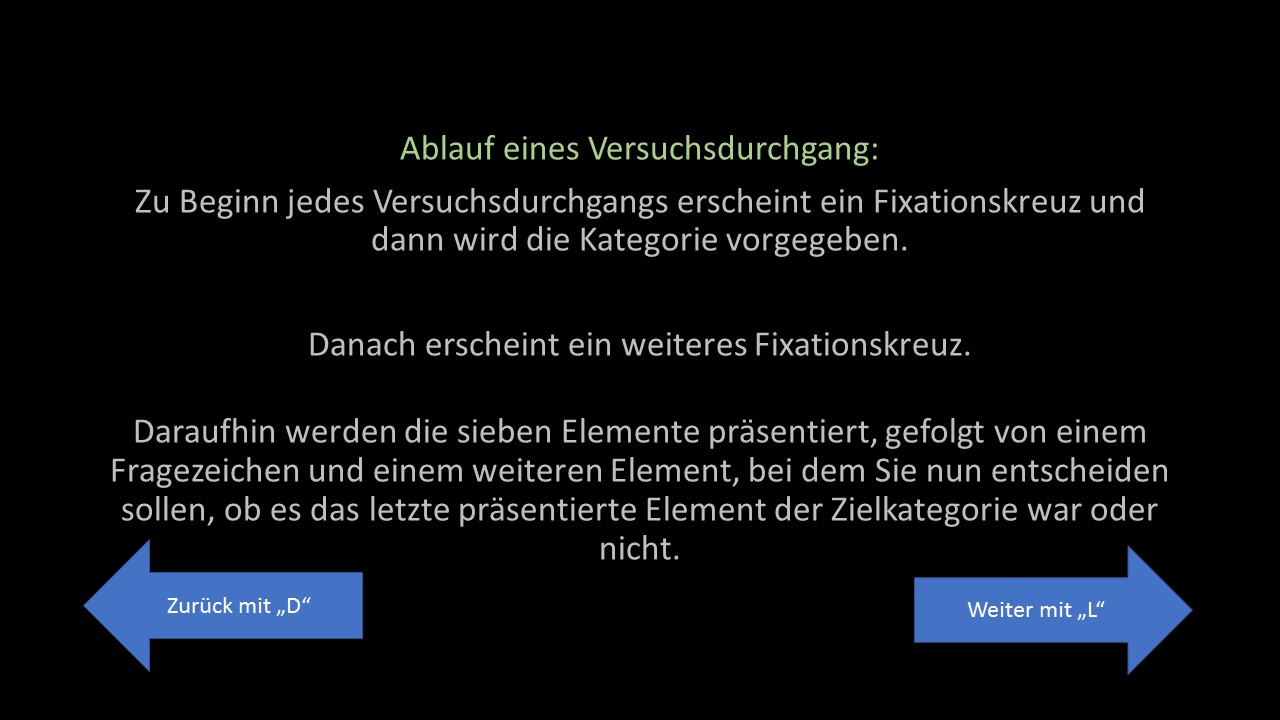 Ablauf eines Versuchsdurchgang:
Zu Beginn jedes Versuchsdurchgangs erscheint ein Fixationskreuz und
dann wird die Kategorie vorgegeben.
Danach erscheint ein weiteres Fixationskreuz.
Daraufhin werden die sieben Elemente präsentiert, gefolgt von einem
Fragezeichen und einem weiteren Element, bei dem Sie nun entscheiden
sollen, ob es das letzte präsentierte Element der Zielkategorie war oder
nicht.
Zurück mit „D“
Weiter mit „L“